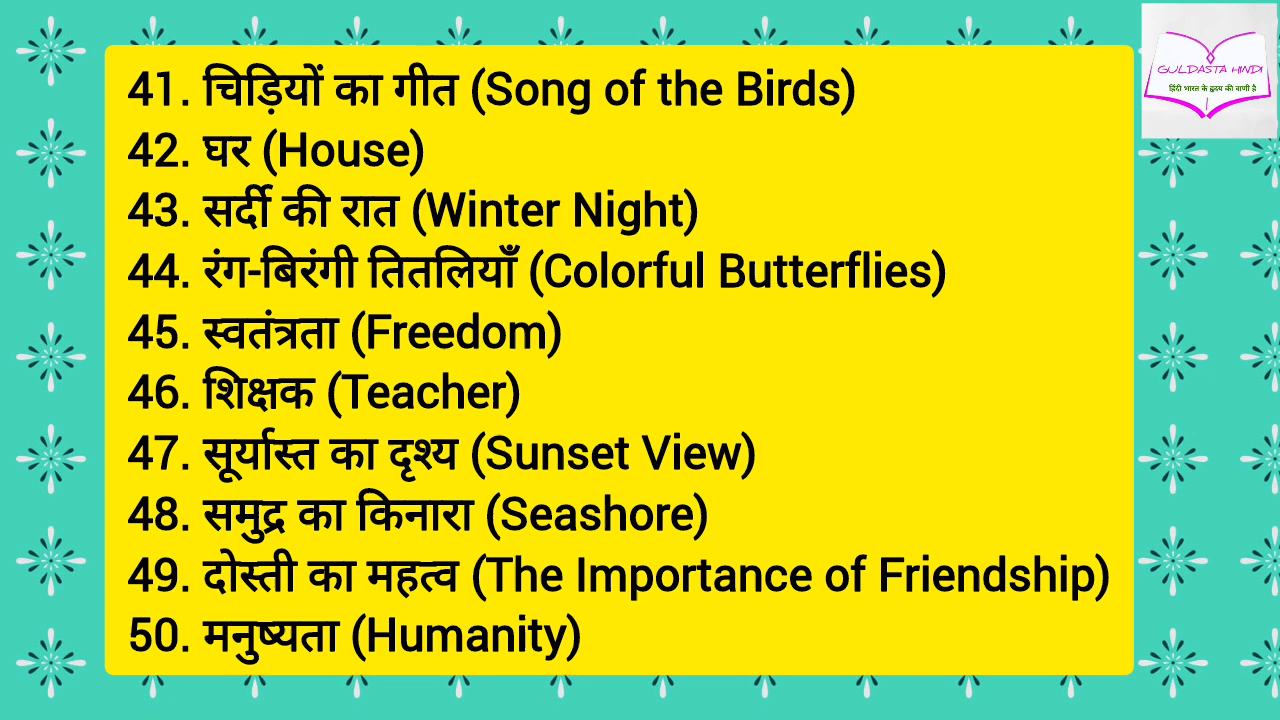 41. चिड़ियों का गीत (Song of the Birds)
42. घर (House)
43. सर्दी की रात (Winter Night)
44. रंग-बिरंगी तितलियाँ (Colorful Butterflies)
45. स्वतंत्रता (Freedom)
46. शिक्षक (Teacher)
47. सूर्यास्त का दृश्य (Sunset View)
48. समुद्र का किनारा (Seashore)
49. दोस्ती का महत्व (The Importance of Friendship)
50. मनुष्यता (Humanity)
GULDASTA HINDI
हिंदी भारत के हृदय की वाणी है